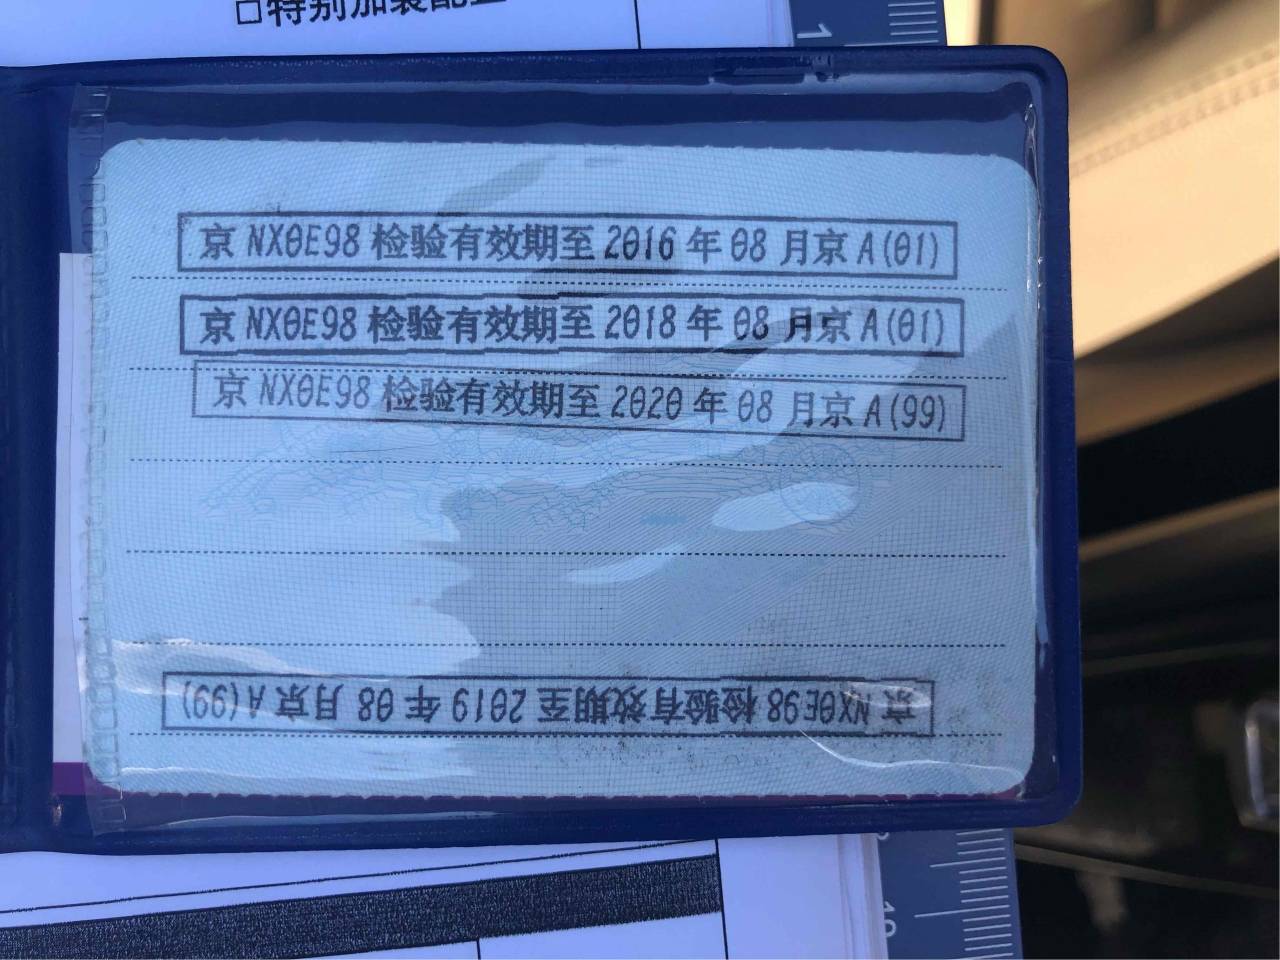 □特别加装配置
1
京 NX0E98 检验有效期至 2016 年 08 月京 A(01)
京 NX0E98 检验有效期至 2018 年 08 月京 A(01)
京 NX0E98 检验有效期至 2020 年 08 月京 A(99)
京 NX0E98 检验有效期至 2019 年 08 月京 A(99)
10